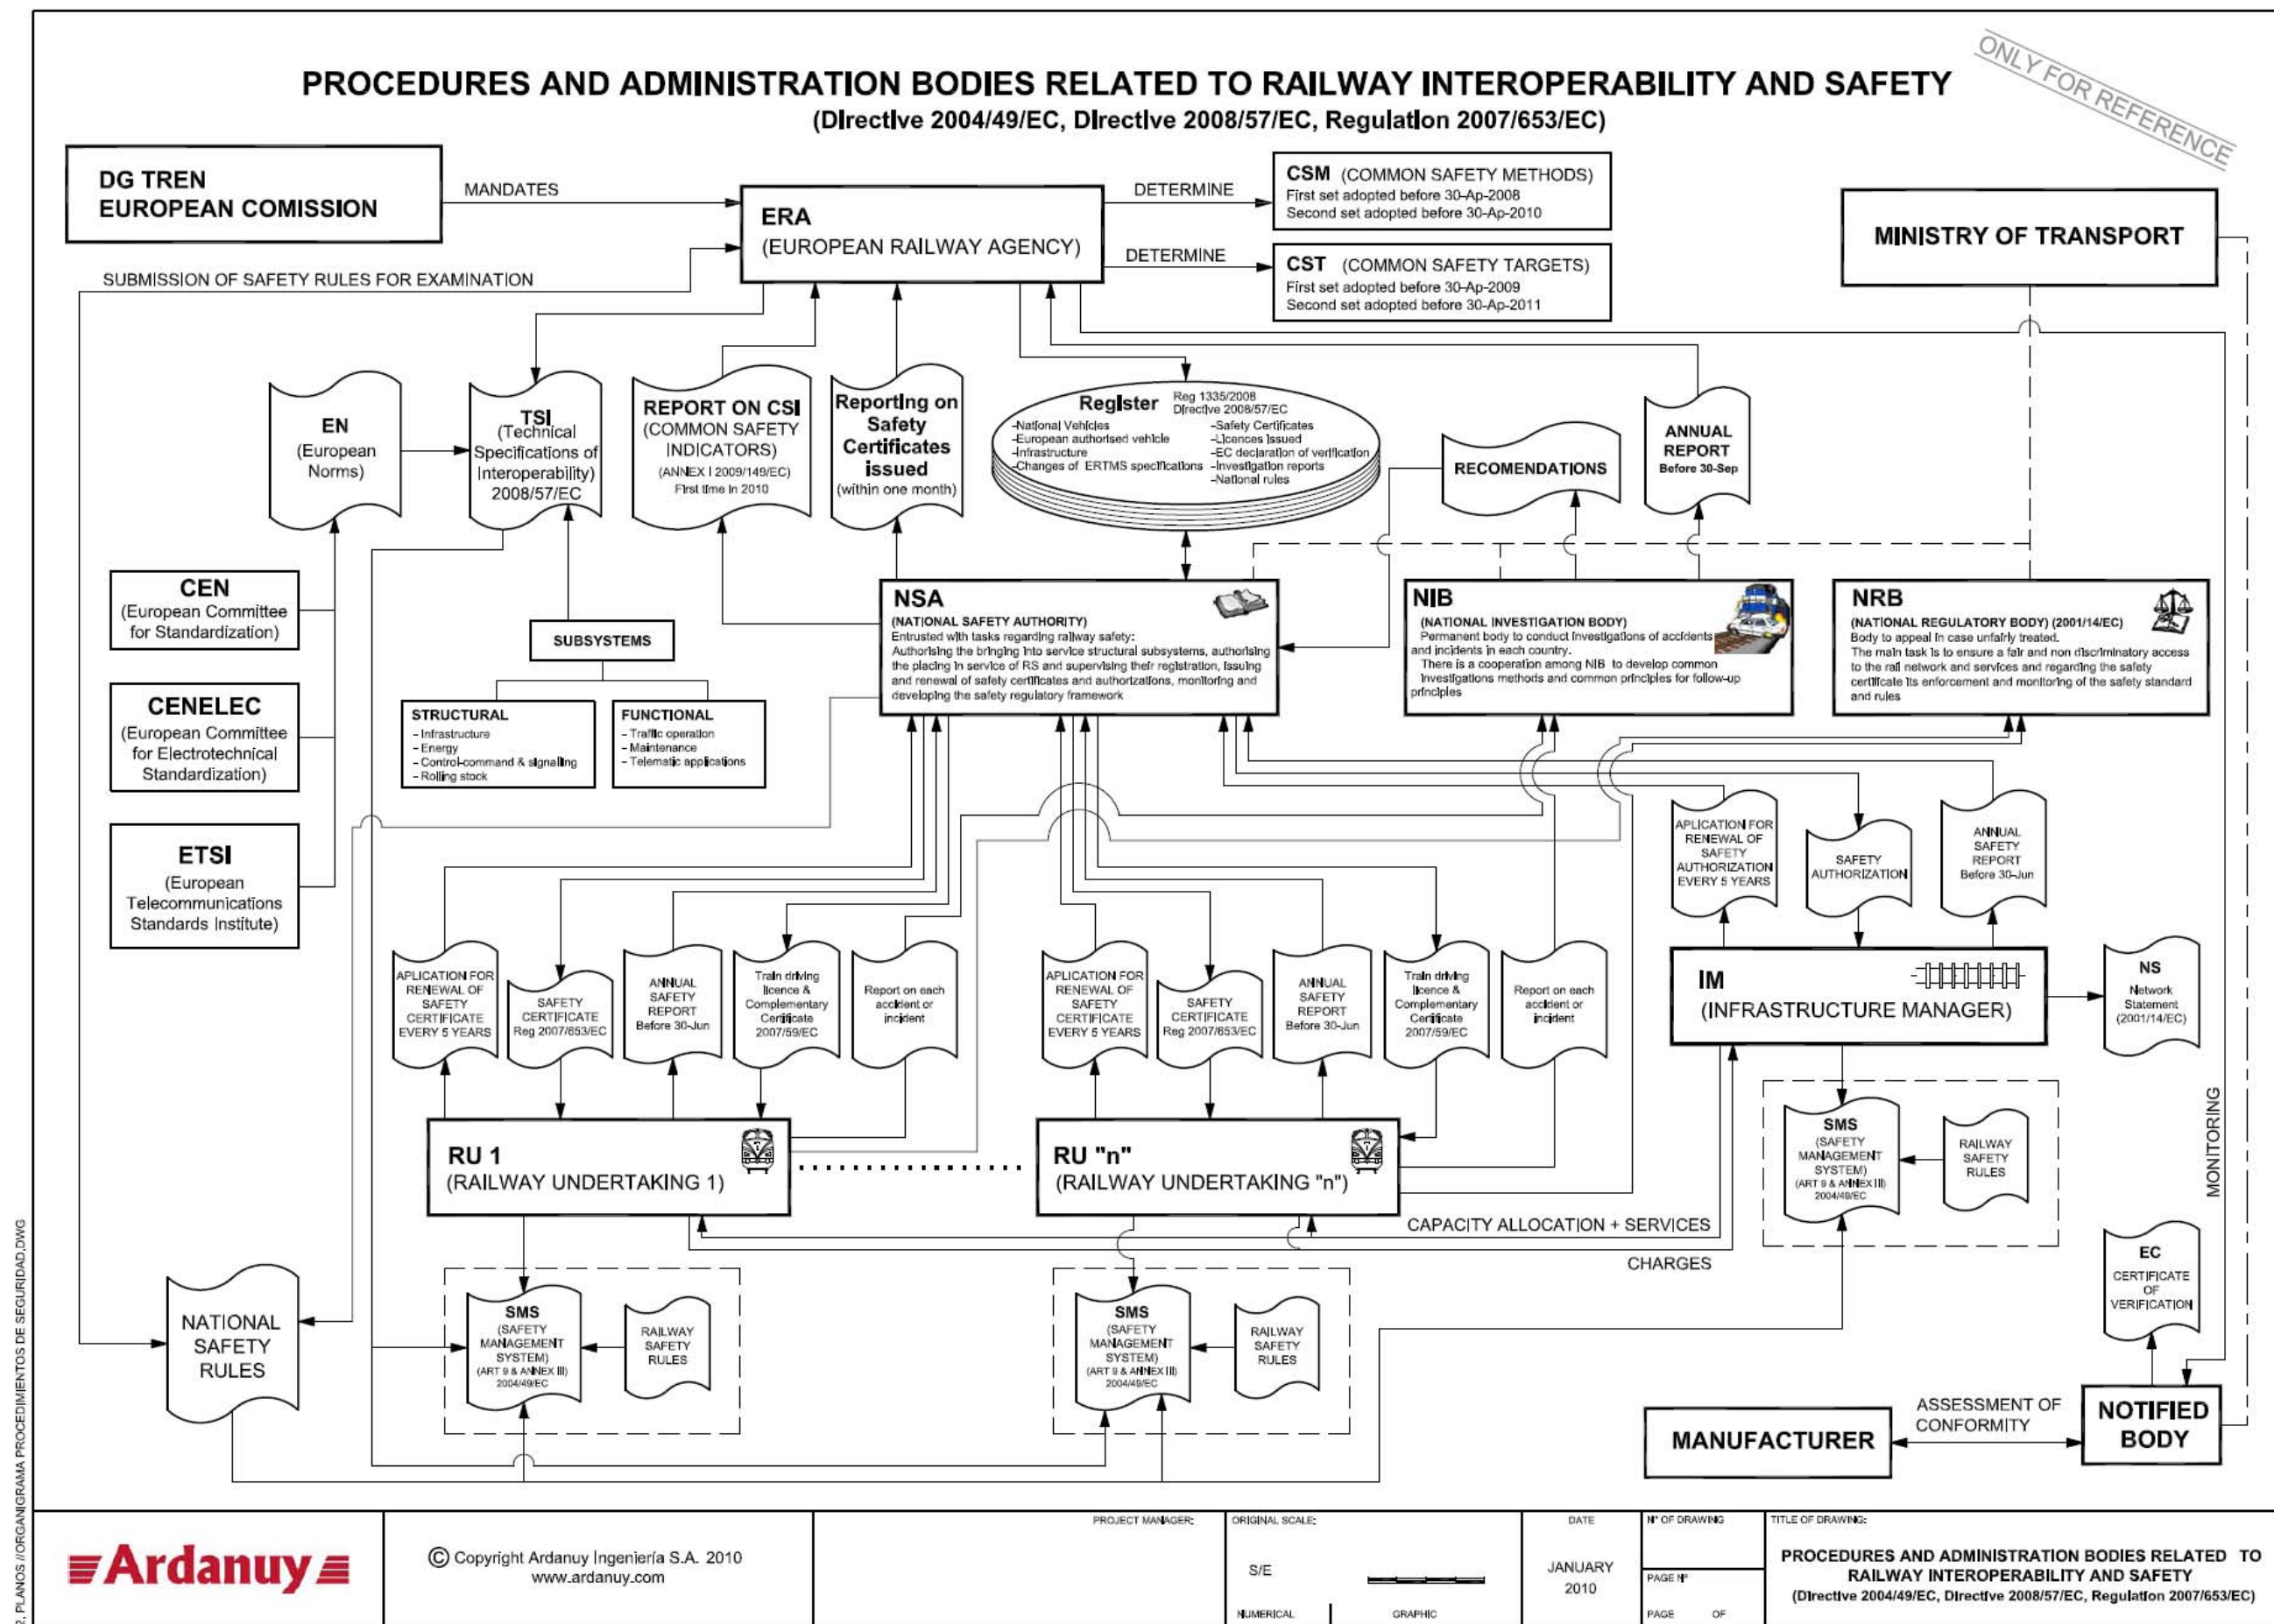 ONLY FOR REFERENCE
PROCEDURES AND ADMINISTRATION BODIES RELATED TO RAILWAY INTEROPERABILITY AND SAFETY
(Directive 2004/49/EC, Directive 2008/57/EC, Regulation 2007/653/EC)
DG TREN
EUROPEAN COMISSION
MANDATES
ERA
(EUROPEAN RAILWAY AGENCY)
DETERMINE
CSM (COMMON SAFETY METHODS)
First set adopted before 30-Ap-2008
Second set adopted before 30-Ap-2010
DETERMINE
CST (COMMON SAFETY TARGETS)
First set adopted before 30-Ap-2009
Second set adopted before 30-Ap-2011
MINISTRY OF TRANSPORT
SUBMISSION OF SAFETY RULES FOR EXAMINATION
EN
(European
Norms)
TSI
(Technical
Specifications of
Interoperability)
2008/57/EC
REPORT ON CSI
(COMMON SAFETY
INDICATORS)
(ANNEX I 2009/149/EC)
First time in 2010
Reporting on
Safety
Certificates
issued
(within one month)
Register
Reg 1335/2008
Directive 2008/57/EC
-National Vehicles
-European authorised vehicle
-Infrastructure
-Changes of ERTMS specifications
-Safety Certificates
-Licences issued
-EC declaration of verification
-Investigation reports
-National rules
RECOMENDATIONS
ANNUAL
REPORT
Before 30-Sep
CEN
(European Committee
for Standardization)
CENELEC
(European Committee
for Electrotechnical
Standardization)
ETSI
(European
Telecommunications
Standards Institute)
SUBSYSTEMS
STRUCTURAL
- Infrastructure
- Energy
- Control-command & signalling
- Rolling stock
FUNCTIONAL
- Traffic operation
- Maintenance
- Telematic applications
NSA
(NATIONAL SAFETY AUTHORITY)
Entrusted with tasks regarding railway safety:
Authorising the bringing into service structural subsystems, authorising
the placing in service of RS and supervising their registration, issuing
and renewal of safety certificates and authorizations, monitoring and
developing the safety regulatory framework
NIB
(NATIONAL INVESTIGATION BODY)
Permanent body to conduct investigations of accidents
and incidents in each country.
There is a cooperation among NIB to develop common
investigations methods and common principles for follow-up
principles
NRB
(NATIONAL REGULATORY BODY) (2001/14/EC)
Body to appeal in case unfairly treated.
The main task is to ensure a fair and non discriminatory access
to the rail network and services and regarding the safety
certificate its enforcement and monitoring of the safety standard
and rules
APLICATION FOR
RENEWAL OF
SAFETY
AUTHORIZATION
EVERY 5 YEARS
SAFETY
AUTHORIZATION
ANNUAL
SAFETY
REPORT
Before 30-Jun
APLICATION FOR
RENEWAL OF
SAFETY
CERTIFICATE
EVERY 5 YEARS
SAFETY
CERTIFICATE
Reg 2007/653/EC
ANNUAL
SAFETY
REPORT
Before 30-Jun
Train driving
licence &
Complementary
Certificate
2007/59/EC
Report on each
accident or
incident
APLICATION FOR
RENEWAL OF
SAFETY
CERTIFICATE
EVERY 5 YEARS
SAFETY
CERTIFICATE
Reg 2007/653/EC
ANNUAL
SAFETY
REPORT
Before 30-Jun
Train driving
licence &
Complementary
Certificate
2007/59/EC
Report on each
accident or
incident
IM
(INFRASTRUCTURE MANAGER)
NS
Network
Statement
(2001/14/EC)
RU 1
(RAILWAY UNDERTAKING 1)
RU "n"
(RAILWAY UNDERTAKING "n")
SMS
(SAFETY
MANAGEMENT
SYSTEM)
(ART 9 & ANNEX III)
2004/49/EC
RAILWAY
SAFETY
RULES
MONITORING
CAPACITY ALLOCATION + SERVICES
CHARGES
NATIONAL
SAFETY
RULES
SMS
(SAFETY
MANAGEMENT
SYSTEM)
(ART 9 & ANNEX III)
2004/49/EC
RAILWAY
SAFETY
RULES
SMS
(SAFETY
MANAGEMENT
SYSTEM)
(ART 9 & ANNEX III)
2004/49/EC
RAILWAY
SAFETY
RULES
EC
CERTIFICATE
OF
VERIFICATION
MANUFACTURER
ASSESSMENT OF
CONFORMITY
NOTIFIED
BODY
2, PLANOS //ORGANIGRAMA PROCEDIMIENTOS DE SEGURIDAD.DWG
Ardanuy
© Copyright Ardanuy Ingeniería S.A. 2010
www.ardanuy.com
PROJECT MANAGER:
ORIGINAL SCALE:
S/E
NUMERICAL
GRAPHIC
DATE
JANUARY
2010
Nº OF DRAWING
PAGE Nº
PAGE OF
TITLE OF DRAWING:
PROCEDURES AND ADMINISTRATION BODIES RELATED TO
RAILWAY INTEROPERABILITY AND SAFETY
(Directive 2004/49/EC, Directive 2008/57/EC, Regulation 2007/653/EC)